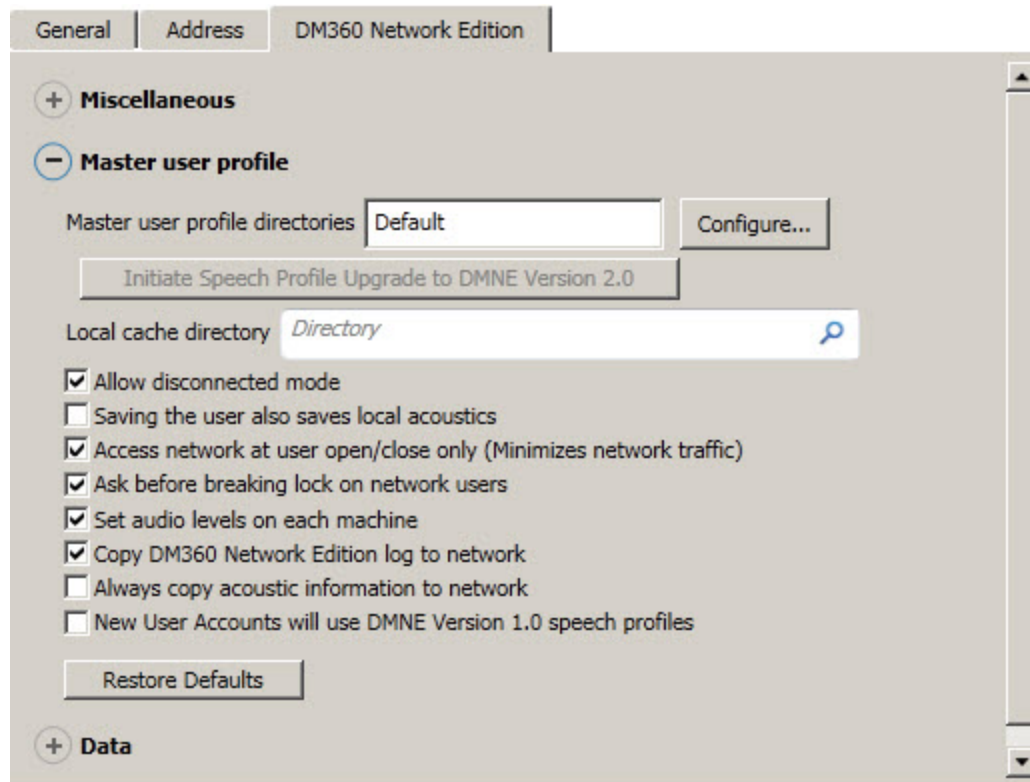 General Address DM360 Network Edition
Miscellaneous
Master user profile
Master user profile directories Default Configure...
Initiate Speech Profile Upgrade to DMNE Version 2.0
Local cache directory Directory
Allow disconnected mode
Saving the user also saves local acoustics
Access network at user open/close only (Minimizes network traffic)
Ask before breaking lock on network users
Set audio levels on each machine
Copy DM360 Network Edition log to network
Always copy acoustic information to network
New User Accounts will use DMNE Version 1.0 speech profiles
Restore Defaults
Data